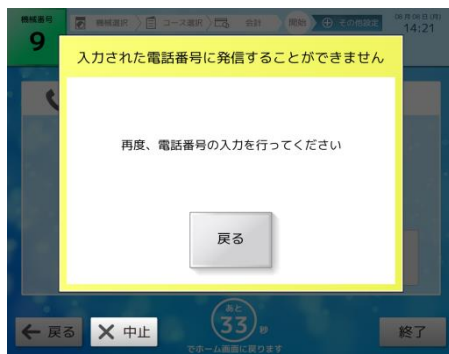 機械番号
9
機械選択
コース選択
会計
開始
その他設定
14:21
入力された電話番号に発信することができません
再度、電話番号の入力を行ってください
戻る
戻る
中止
あと
33
秒
でホーム画面に戻ります
終了